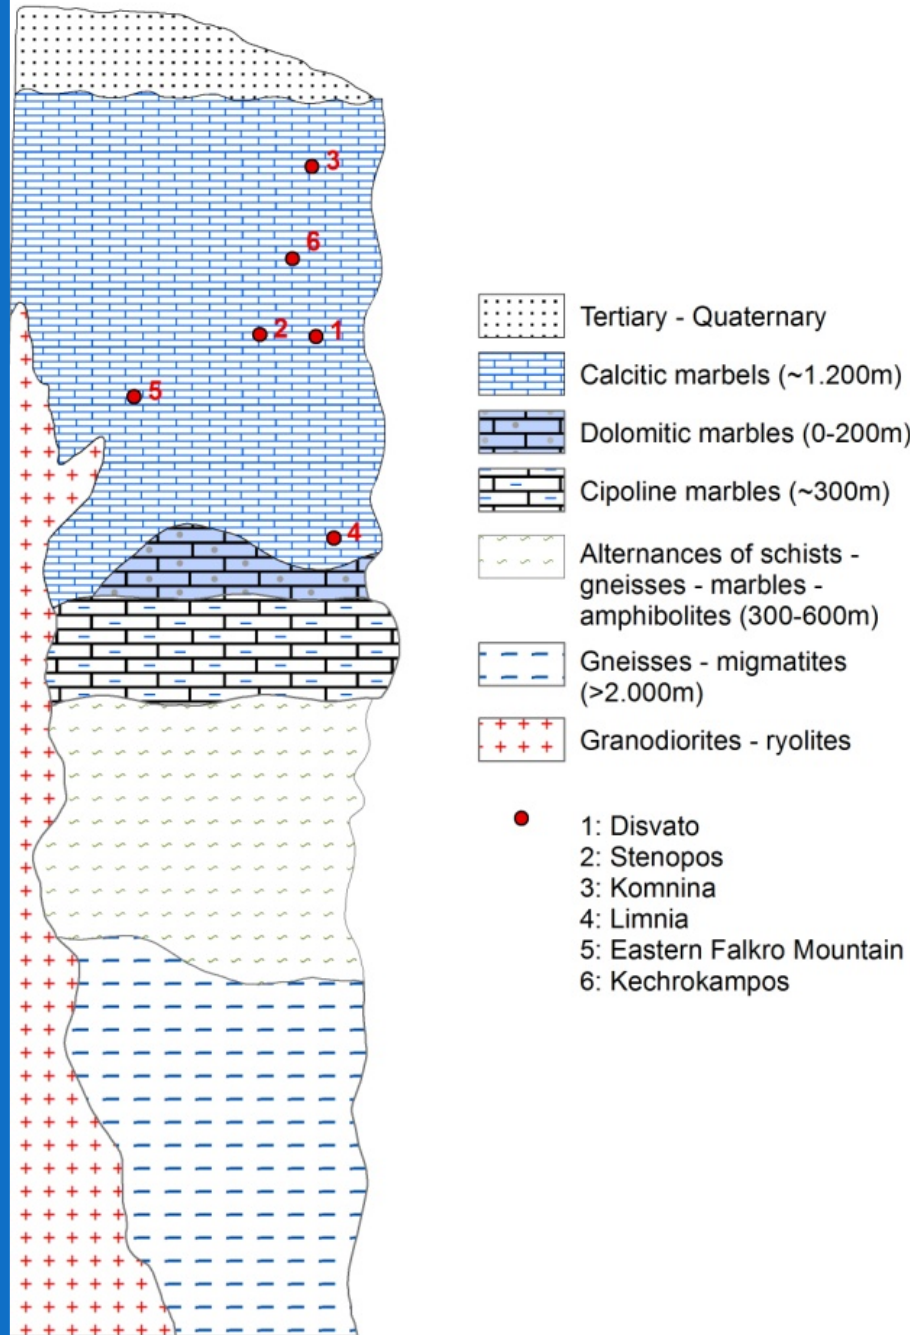 3
6
2
1
5
4
Tertiary - Quaternary
Calcitic marbels (~1.200m)
Dolomitic marbles (0-200m)
Cipoline marbles (~300m)
Alternances of schists -
gneisses - marbles -
amphibolites (300-600m)
Gneisses - migmatites
(>2.000m)
Granodiorites - ryolites
1: Disvato
2: Stenopos
3: Komnina
4: Limnia
5: Eastern Falkro Mountain
6: Kechrokampos